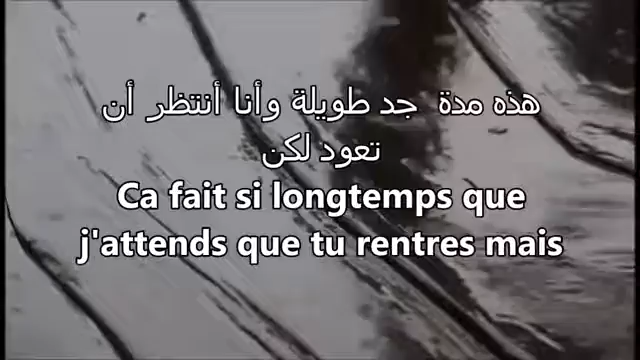 هذه مدة جد طويلة وأنا أنتظر أن
تعود لكن
Ca fait si longtemps que
j'attends que tu rentres mais